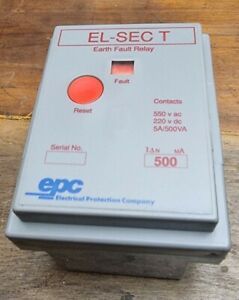 EL-SEC T
Earth Fault Relay
Fault
Reset
Contacts
550 v ac
220 v dc
5A/500VA
Serial No.
I∆N mA
500
epc
Electrical Protection Company